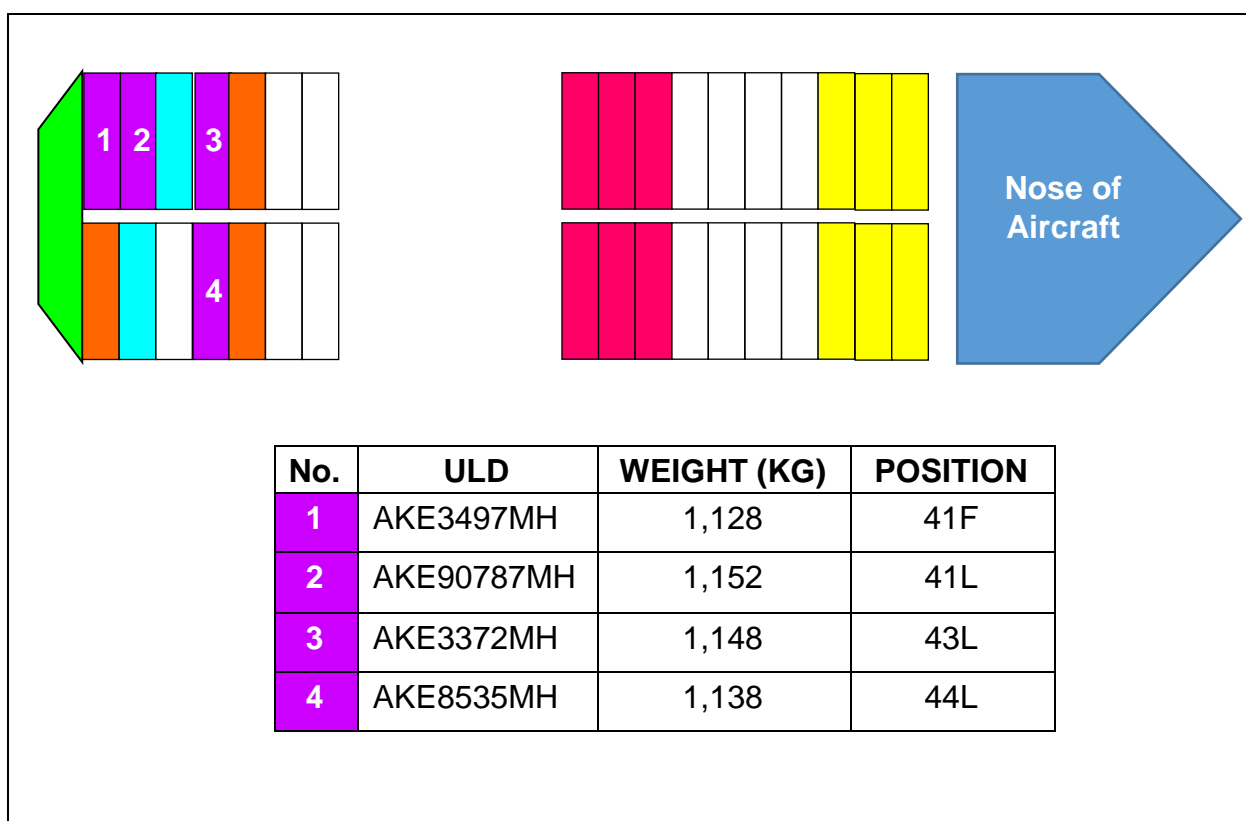 1 2 3
4
Nose of
Aircraft
No. ULD WEIGHT (KG) POSITION
1 AKE3497MH 1,128 41F
2 AKE90787MH 1,152 41L
3 AKE3372MH 1,148 43L
4 AKE8535MH 1,138 44L